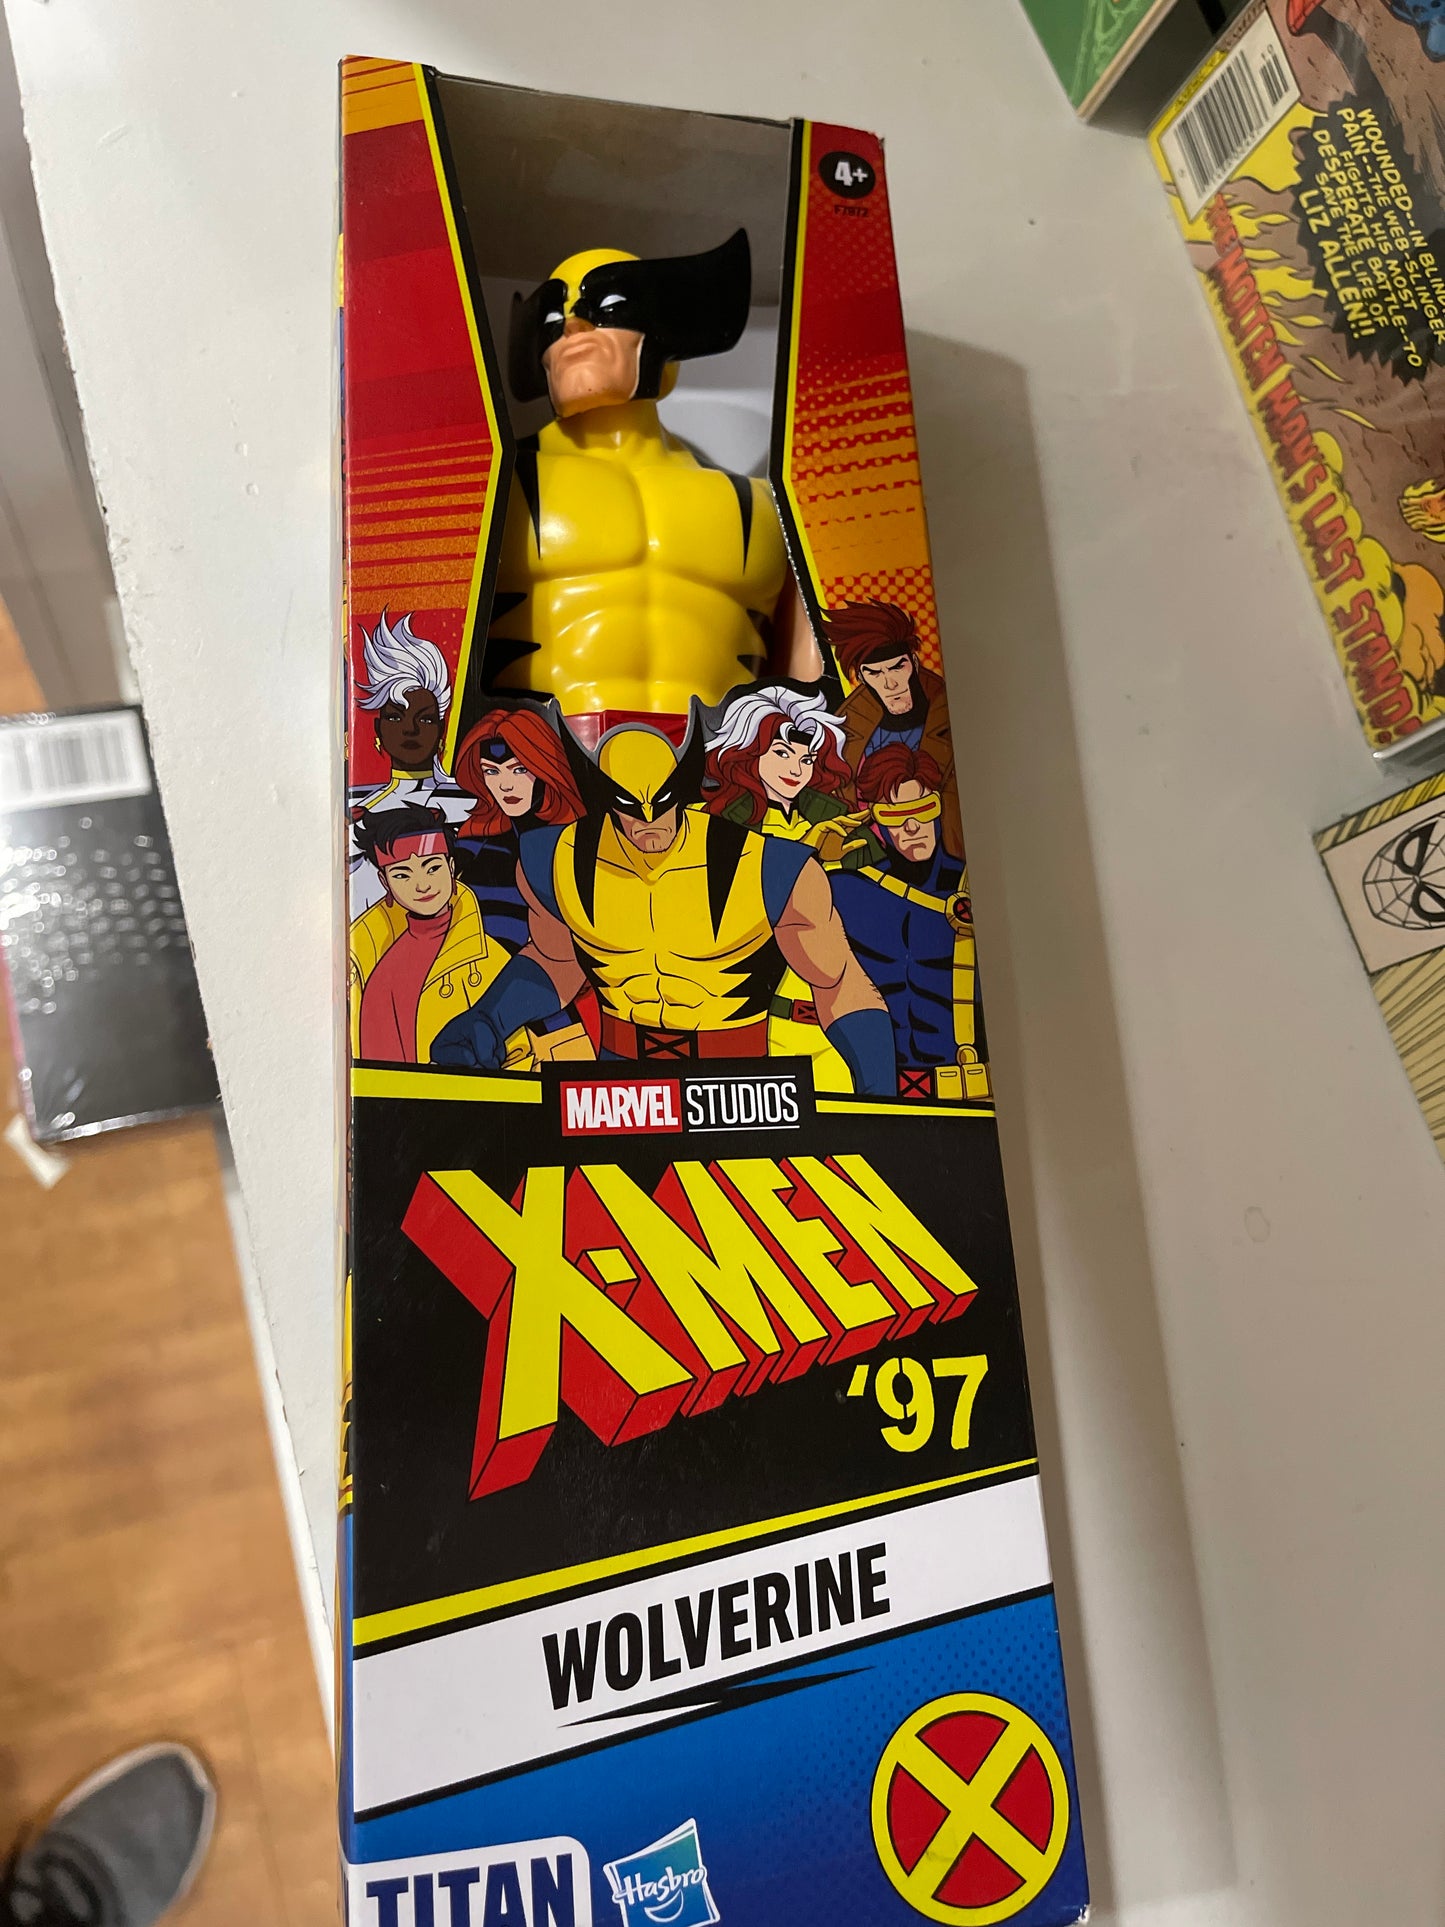 4+
F7972
MARVEL STUDIOS
X-MEN
'97
WOLVERINE
TITAN
Hasbro
WOUNDED--IN BLIND
PAIN--THE WEB-SLINGER
FIGHTS HIS MOST
DESPERATE BATTLE--TO
SAVE THE LIFE OF
LIZ ALLEN!!
THE MOLTEN MAN'S LAST STAND!